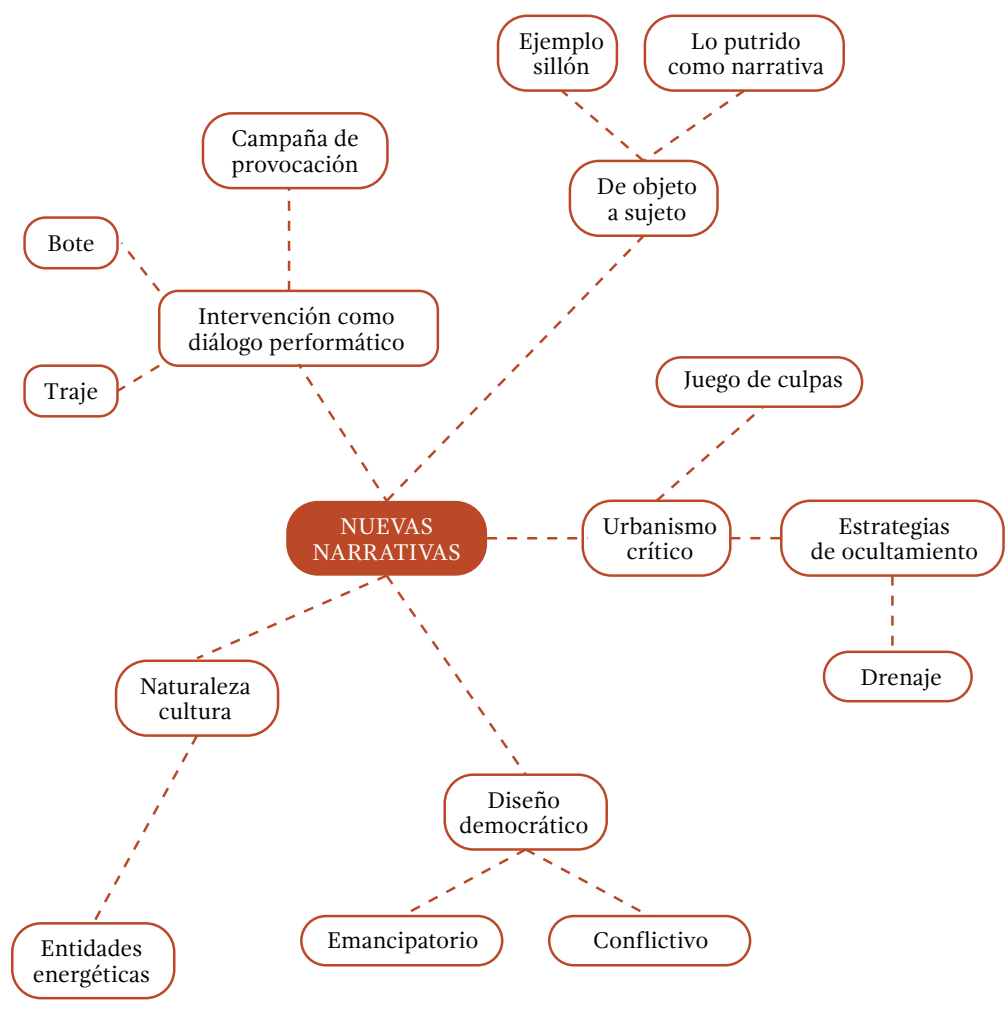 Ejemplo
sillón
Lo putrido
como narrativa
Campaña de
provocación
De objeto
a sujeto
Bote
Intervención como
diálogo performático
Traje
Juego de culpas
NUEVAS
NARRATIVAS
Urbanismo
crítico
Estrategias
de ocultamiento
Drenaje
Naturaleza
cultura
Diseño
democrático
Emancipatorio
Conflictivo
Entidades
energéticas